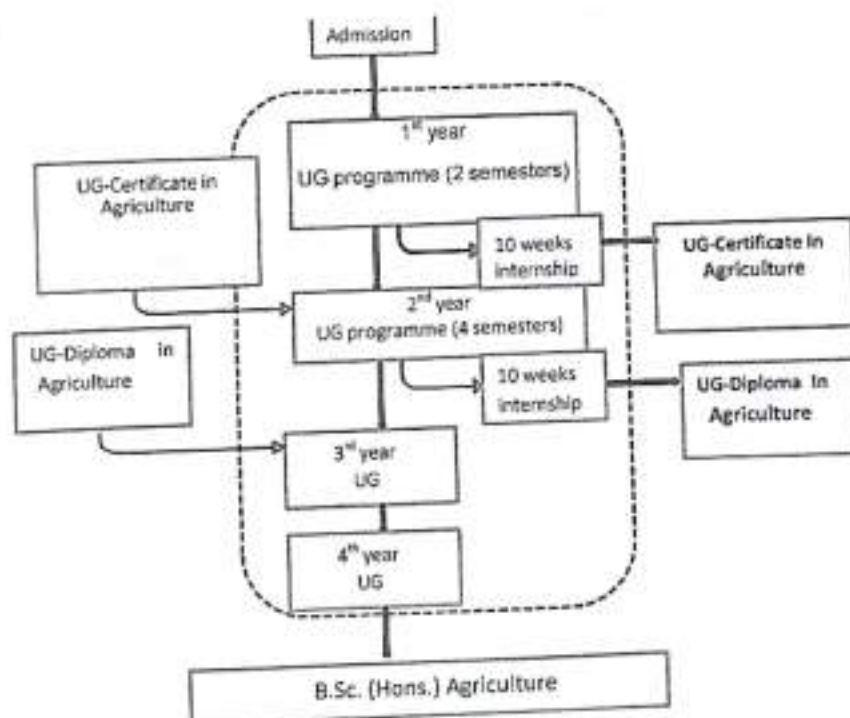 Admission
1st year
UG programme (2 semesters)
UG-Certificate in
Agriculture
10 weeks
internship
UG-Certificate In
Agriculture
2nd year
UG programme (4 semesters)
UG-Diploma in
Agriculture
10 weeks
internship
UG-Diploma In
Agriculture
3rd year
UG
4th year
UG
B.Sc. (Hons.) Agriculture